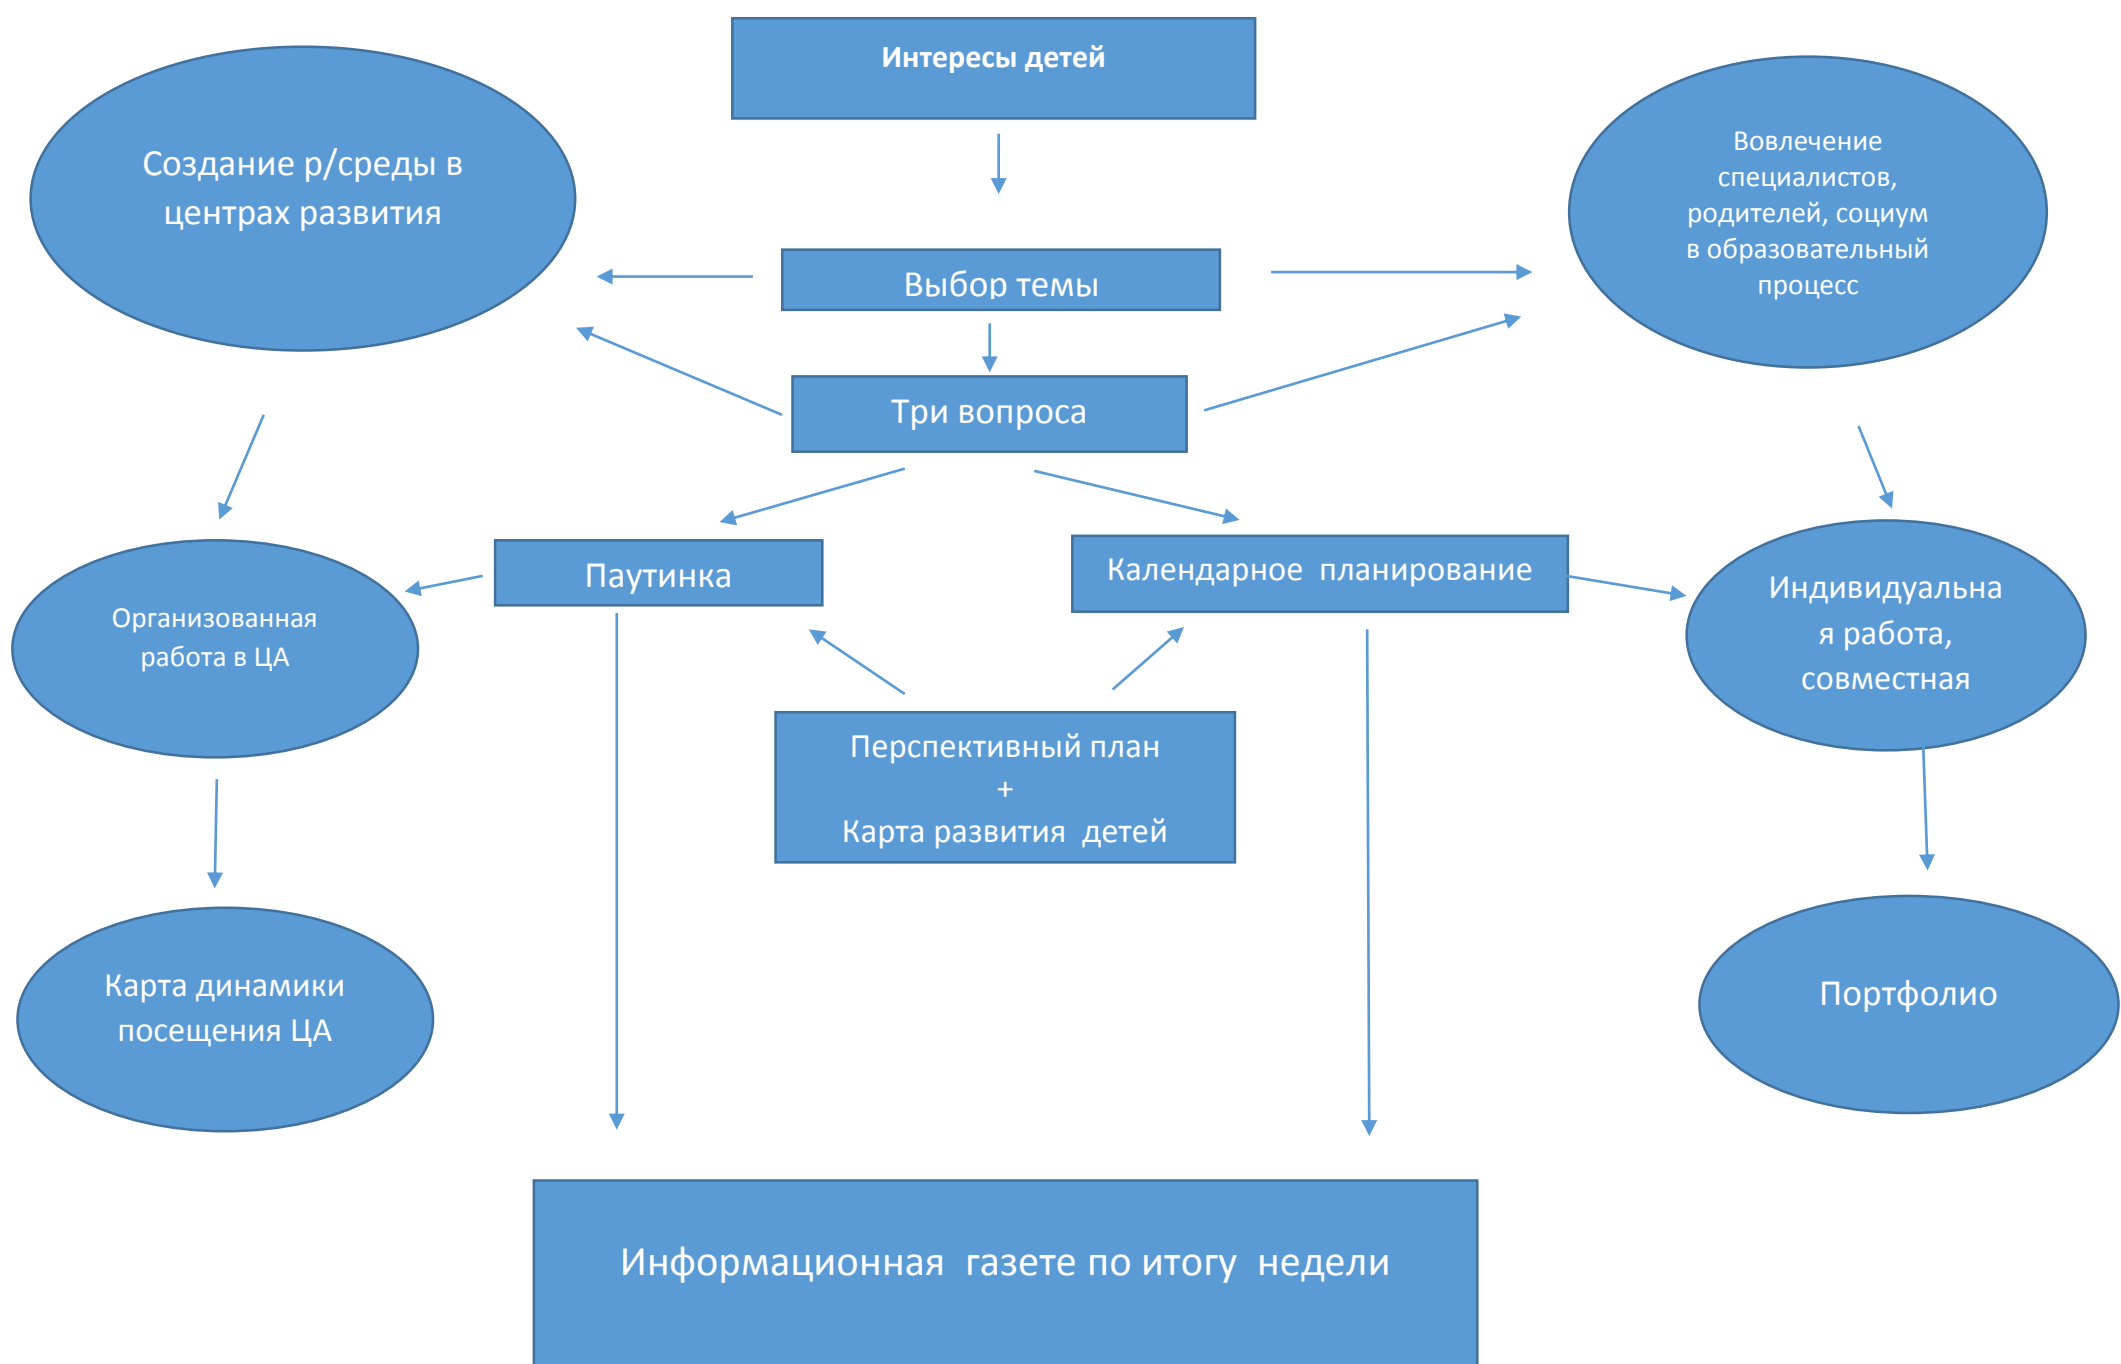 Интересы детей
Создание р/среды в
центрах развития
Вовлечение
специалистов,
родителей, социум
в образовательный
процесс
Выбор темы
Три вопроса
Паутинка
Календарное  планирование
Организованная
работа в ЦА
Индивидуальна
я работа,
совместная
Перспективный план
+
Карта развития  детей
Карта динамики
посещения ЦА
Портфолио
Информационная  газете по итогу  недели